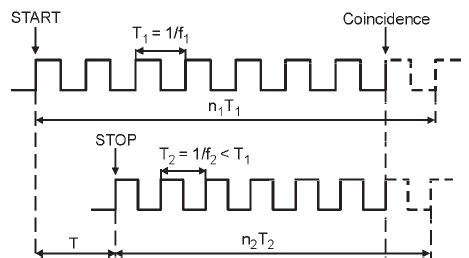 START
Coincidence
T₁ = 1/f₁
n₁T₁
STOP
T₂ = 1/f₂ < T₁
T
n₂T₂